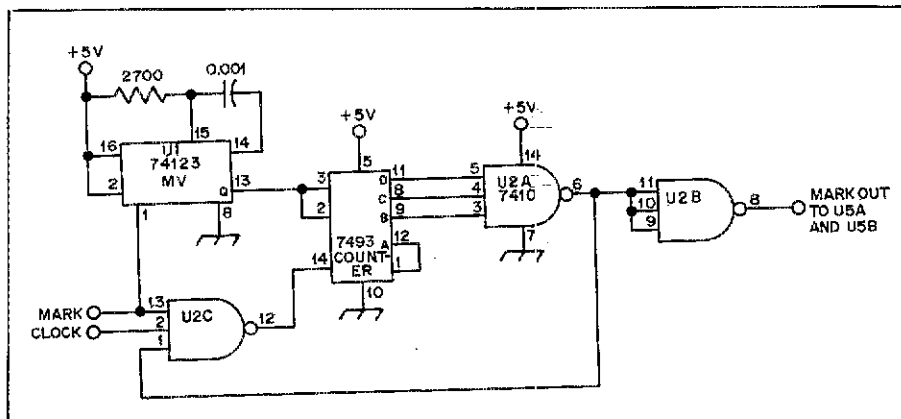 +5V
2700
0.001
+5V
+5V
15
16
U1
74123
MV
14
2
Q
13
1
8
5
3
2
D
11
C
8
B
9
A
12
1
7493
COUNT-
ER
14
10
14
5
4
3
U2A
7410
6
7
11
10
9
U2B
8
MARK OUT
TO U5A
AND U5B
MARK
CLOCK
13
2
1
U2C
12